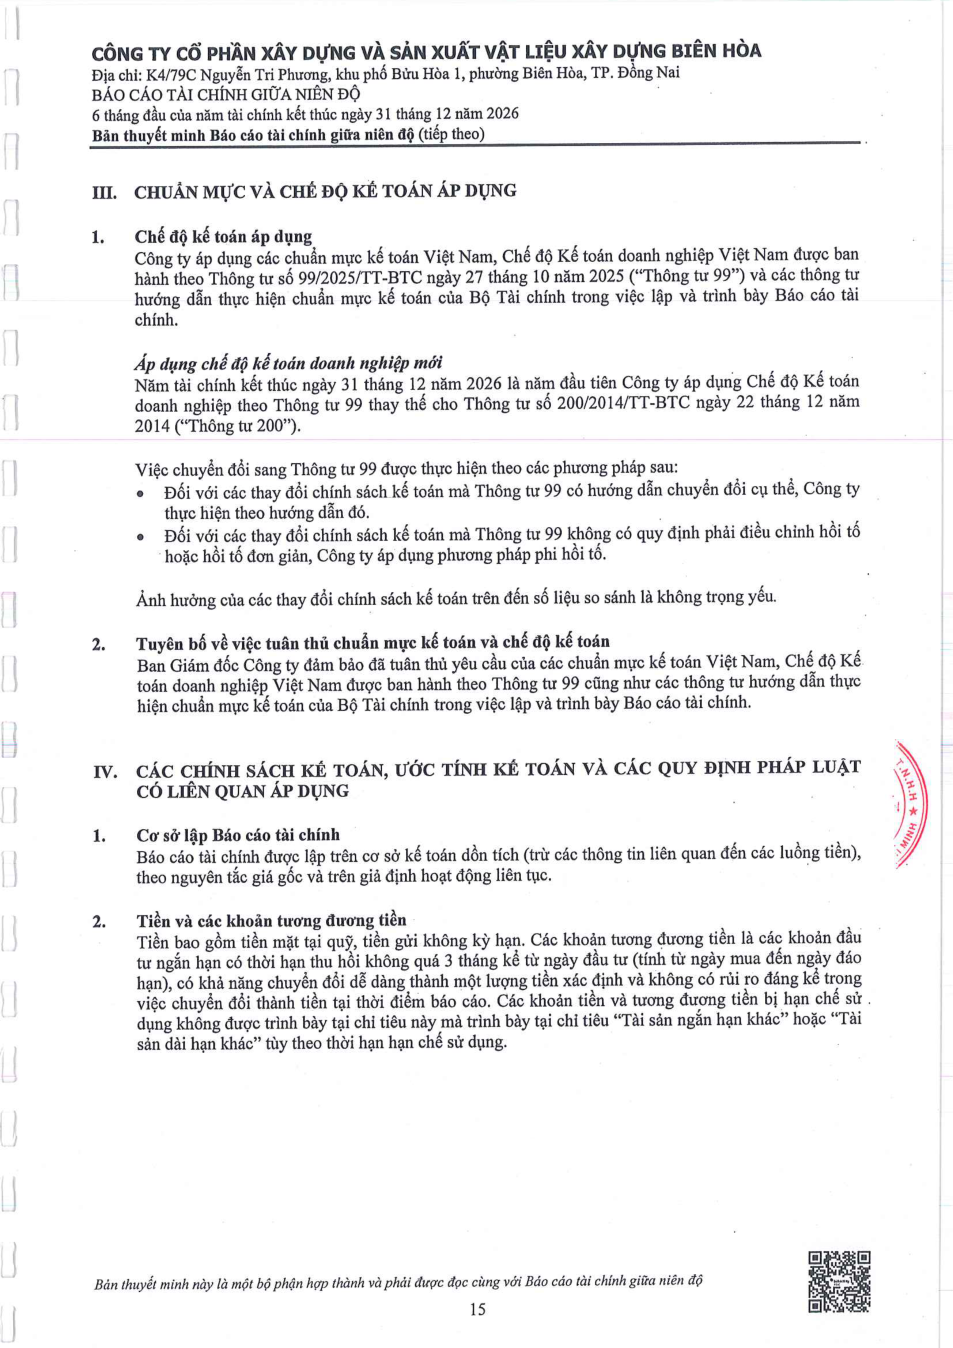 CÔNG TY CỔ PHẦN XÂY DỰNG VÀ SẢN XUẤT VẬT LIỆU XÂY DỰNG BIÊN HÒA
Địa chỉ: K4/79C Nguyễn Tri Phương, khu phố Bửu Hòa 1, phường Biên Hòa, TP. Đồng Nai
BÁO CÁO TÀI CHÍNH GIỮA NIÊN ĐỘ
6 tháng đầu của năm tài chính kết thúc ngày 31 tháng 12 năm 2026
Bản thuyết minh Báo cáo tài chính giữa niên độ (tiếp theo)
III. CHUẨN MỰC VÀ CHẾ ĐỘ KẾ TOÁN ÁP DỤNG
1. Chế độ kế toán áp dụng
Công ty áp dụng các chuẩn mực kế toán Việt Nam, Chế độ Kế toán doanh nghiệp Việt Nam được ban
hành theo Thông tư số 99/2025/TT-BTC ngày 27 tháng 10 năm 2025 (“Thông tư 99”) và các thông tư
hướng dẫn thực hiện chuẩn mực kế toán của Bộ Tài chính trong việc lập và trình bày Báo cáo tài
chính.
Áp dụng chế độ kế toán doanh nghiệp mới
Năm tài chính kết thúc ngày 31 tháng 12 năm 2026 là năm đầu tiên Công ty áp dụng Chế độ Kế toán
doanh nghiệp theo Thông tư 99 thay thế cho Thông tư số 200/2014/TT-BTC ngày 22 tháng 12 năm
2014 (“Thông tư 200”).
Việc chuyển đổi sang Thông tư 99 được thực hiện theo các phương pháp sau:
• Đối với các thay đổi chính sách kế toán mà Thông tư 99 có hướng dẫn chuyển đổi cụ thể, Công ty
thực hiện theo hướng dẫn đó.
• Đối với các thay đổi chính sách kế toán mà Thông tư 99 không có quy định phải điều chỉnh hồi tố
hoặc hồi tố đơn giản, Công ty áp dụng phương pháp phi hồi tố.
Ảnh hưởng của các thay đổi chính sách kế toán trên đến số liệu so sánh là không trọng yếu.
2. Tuyên bố về việc tuân thủ chuẩn mực kế toán và chế độ kế toán
Ban Giám đốc Công ty đảm bảo đã tuân thủ yêu cầu của các chuẩn mực kế toán Việt Nam, Chế độ Kế
toán doanh nghiệp Việt Nam được ban hành theo Thông tư 99 cũng như các thông tư hướng dẫn thực
hiện chuẩn mực kế toán của Bộ Tài chính trong việc lập và trình bày Báo cáo tài chính.
IV. CÁC CHÍNH SÁCH KẾ TOÁN, ƯỚC TÍNH KẾ TOÁN VÀ CÁC QUY ĐỊNH PHÁP LUẬT
CÓ LIÊN QUAN ÁP DỤNG
T.N.H.H ★
MINH
1. Cơ sở lập Báo cáo tài chính
Báo cáo tài chính được lập trên cơ sở kế toán dồn tích (trừ các thông tin liên quan đến các luồng tiền),
theo nguyên tắc giá gốc và trên giả định hoạt động liên tục.
2. Tiền và các khoản tương đương tiền
Tiền bao gồm tiền mặt tại quỹ, tiền gửi không kỳ hạn. Các khoản tương đương tiền là các khoản đầu
tư ngắn hạn có thời hạn thu hồi không quá 3 tháng kể từ ngày đầu tư (tính từ ngày mua đến ngày đáo
hạn), có khả năng chuyển đổi dễ dàng thành một lượng tiền xác định và không có rủi ro đáng kể trong
việc chuyển đổi thành tiền tại thời điểm báo cáo. Các khoản tiền và tương đương tiền bị hạn chế sử
dụng không được trình bày tại chỉ tiêu này mà trình bày tại chỉ tiêu “Tài sản ngắn hạn khác” hoặc “Tài
sản dài hạn khác” tùy theo thời hạn hạn chế sử dụng.
Bản thuyết minh này là một bộ phận hợp thành và phải được đọc cùng với Báo cáo tài chính giữa niên độ
15